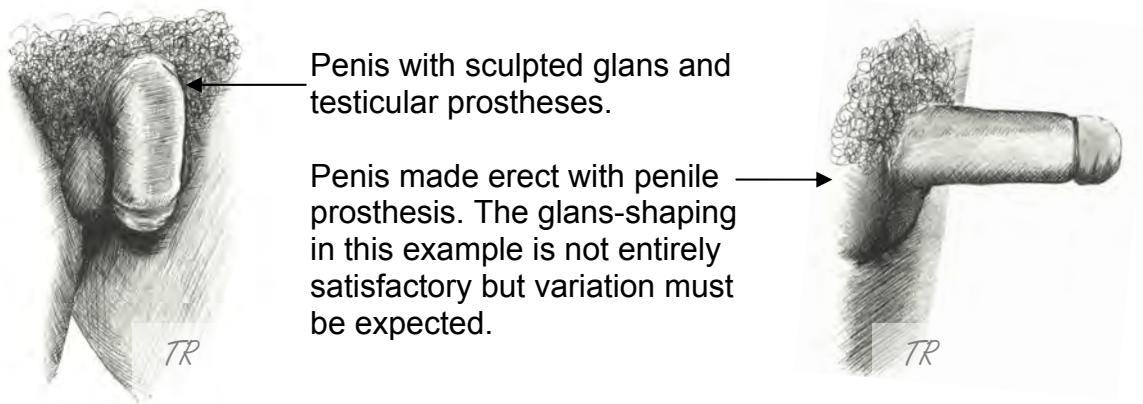 Penis with sculpted glans and
testicular prostheses.
Penis made erect with penile
prosthesis. The glans-shaping
in this example is not entirely
satisfactory but variation must
be expected.
TR
TR